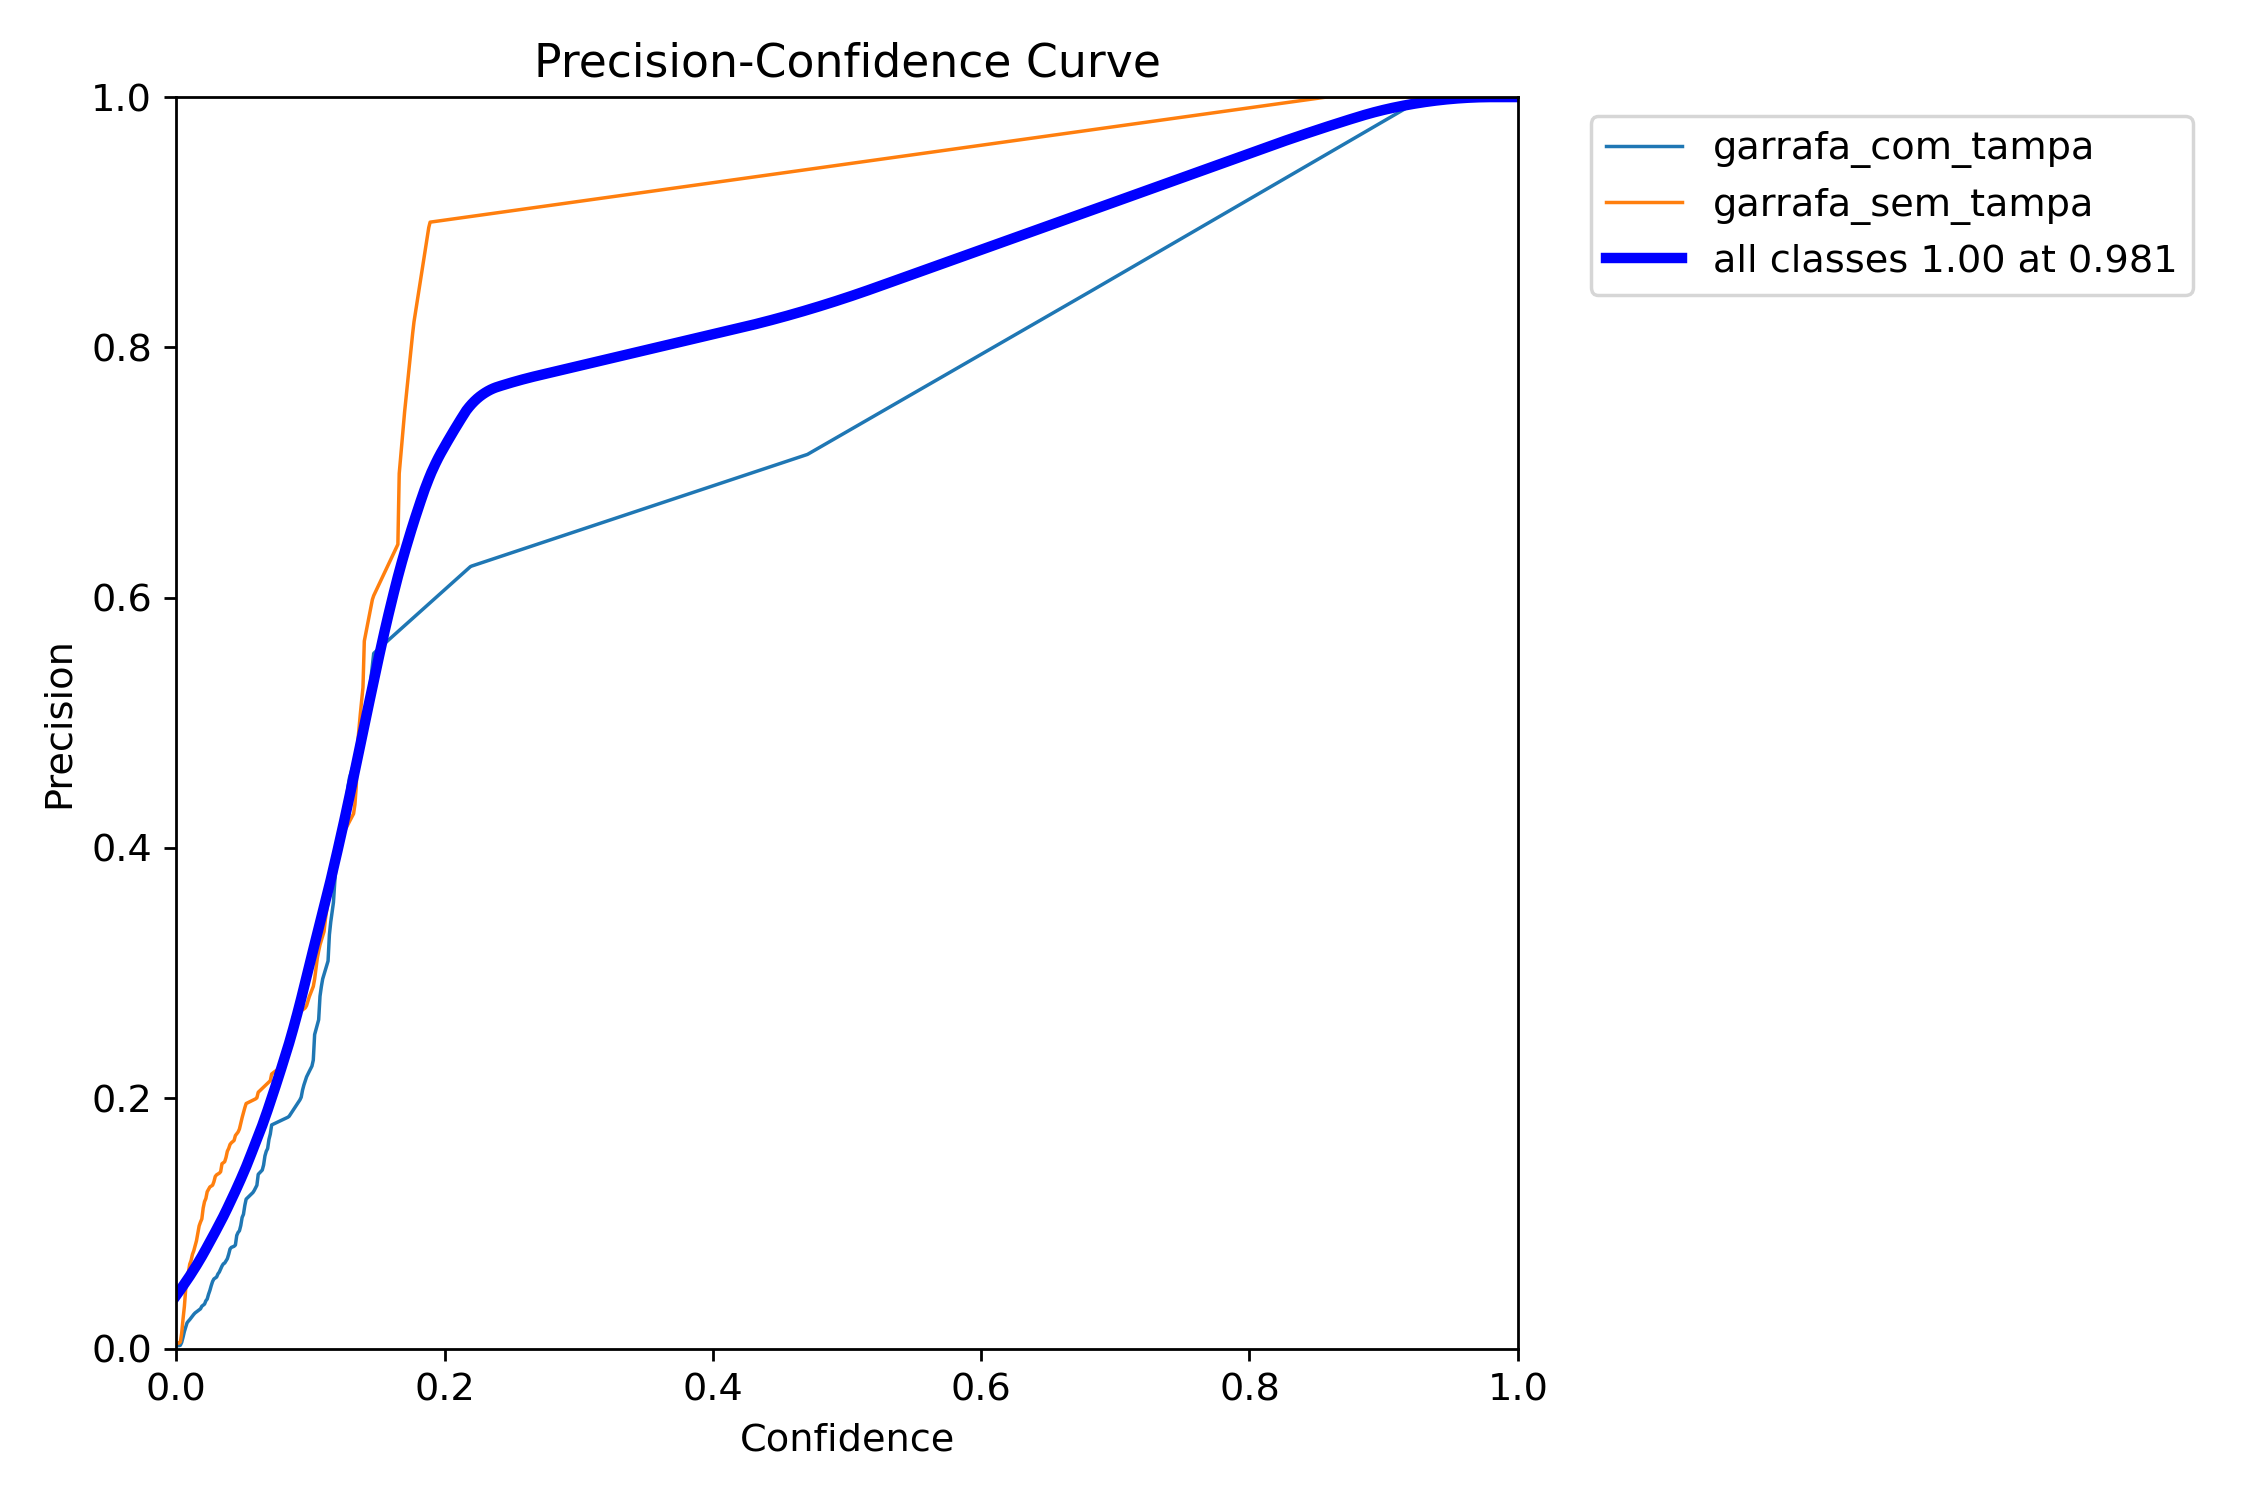 Precision-Confidence Curve
1.0
0.8
0.6
0.4
0.2
0.0
Precision
0.0 0.2 0.4 0.6 0.8 1.0
Confidence
garrafa_com_tampa
garrafa_sem_tampa
all classes 1.00 at 0.981